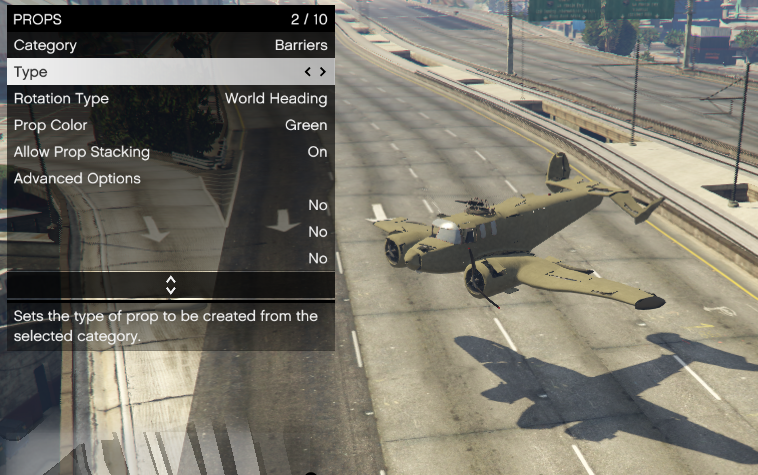 PROPS 2 / 10
Category Barriers
Type < >
Rotation Type World Heading
Prop Color Green
Allow Prop Stacking On
Advanced Options
No
No
No
Sets the type of prop to be created from the
selected category.